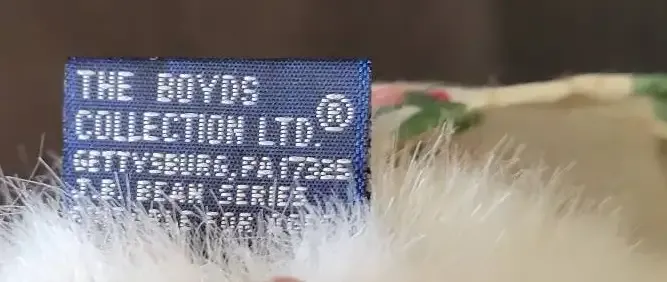 THE BOYDS
COLLECTION LTD.®
GETTYSBURG, PA 17325
J.B. BEAN SERIES